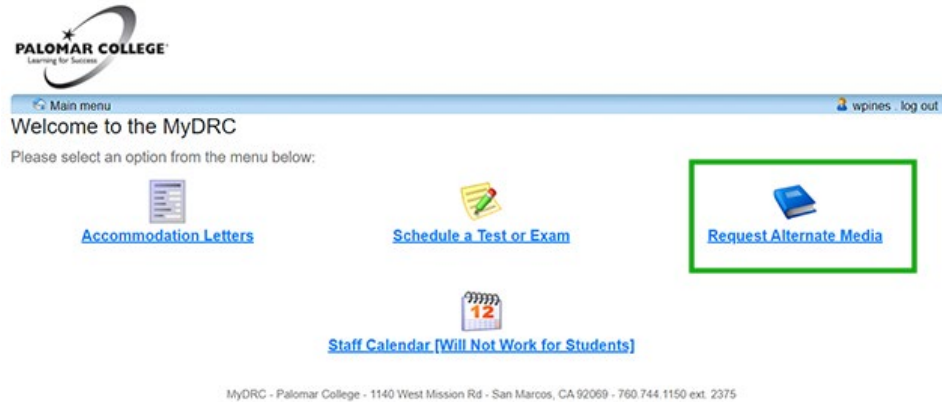 PALOMAR COLLEGE
Learning for Success
Main menu
wpines . log out
Welcome to the MyDRC
Please select an option from the menu below:
Accommodation Letters
Schedule a Test or Exam
Request Alternate Media
12
Staff Calendar [Will Not Work for Students]
MyDRC - Palomar College - 1140 West Mission Rd - San Marcos, CA 92069 - 760.744.1150 ext. 2375